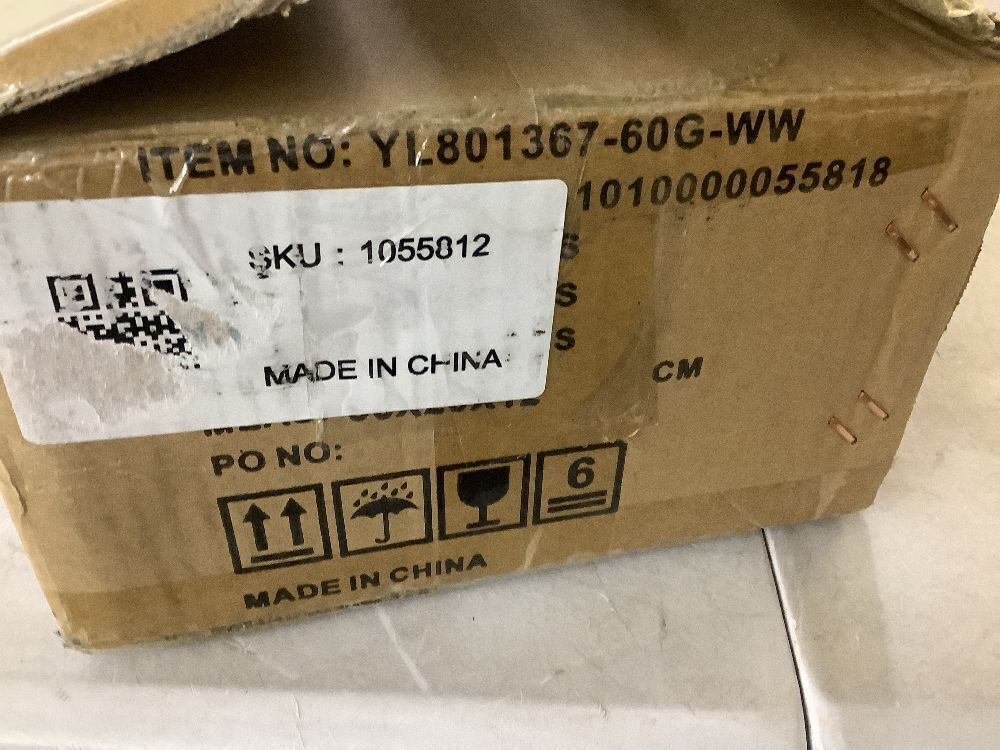 ITEM NO: YL801367-60G-WW
1010000055818
SKU : 1055812
S
S
S
MADE IN CHINA
CM
PO NO:
6
MADE IN CHINA